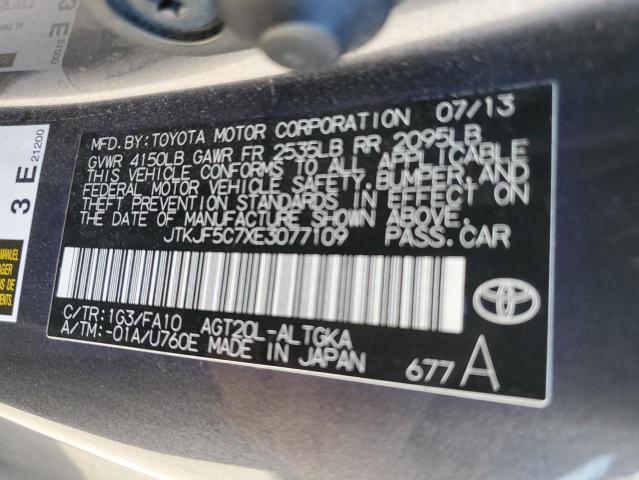 MFD. BY: TOYOTA MOTOR CORPORATION 07/13
GVWR 4150LB GAWR FR 2535LB RR 2095LB
THIS VEHICLE CONFORMS TO ALL APPLICABLE
FEDERAL MOTOR VEHICLE SAFETY, BUMPER, AND
THEFT PREVENTION STANDARDS IN EFFECT ON
THE DATE OF MANUFACTURE SHOWN ABOVE.
JTKJF5C7XE3077109 PASS.CAR
C/TR:1G3/FA10 AGT20L-ALTGKA
A/TM:-01A/U760E MADE IN JAPAN
677 A
3 E 21200
MANUEL